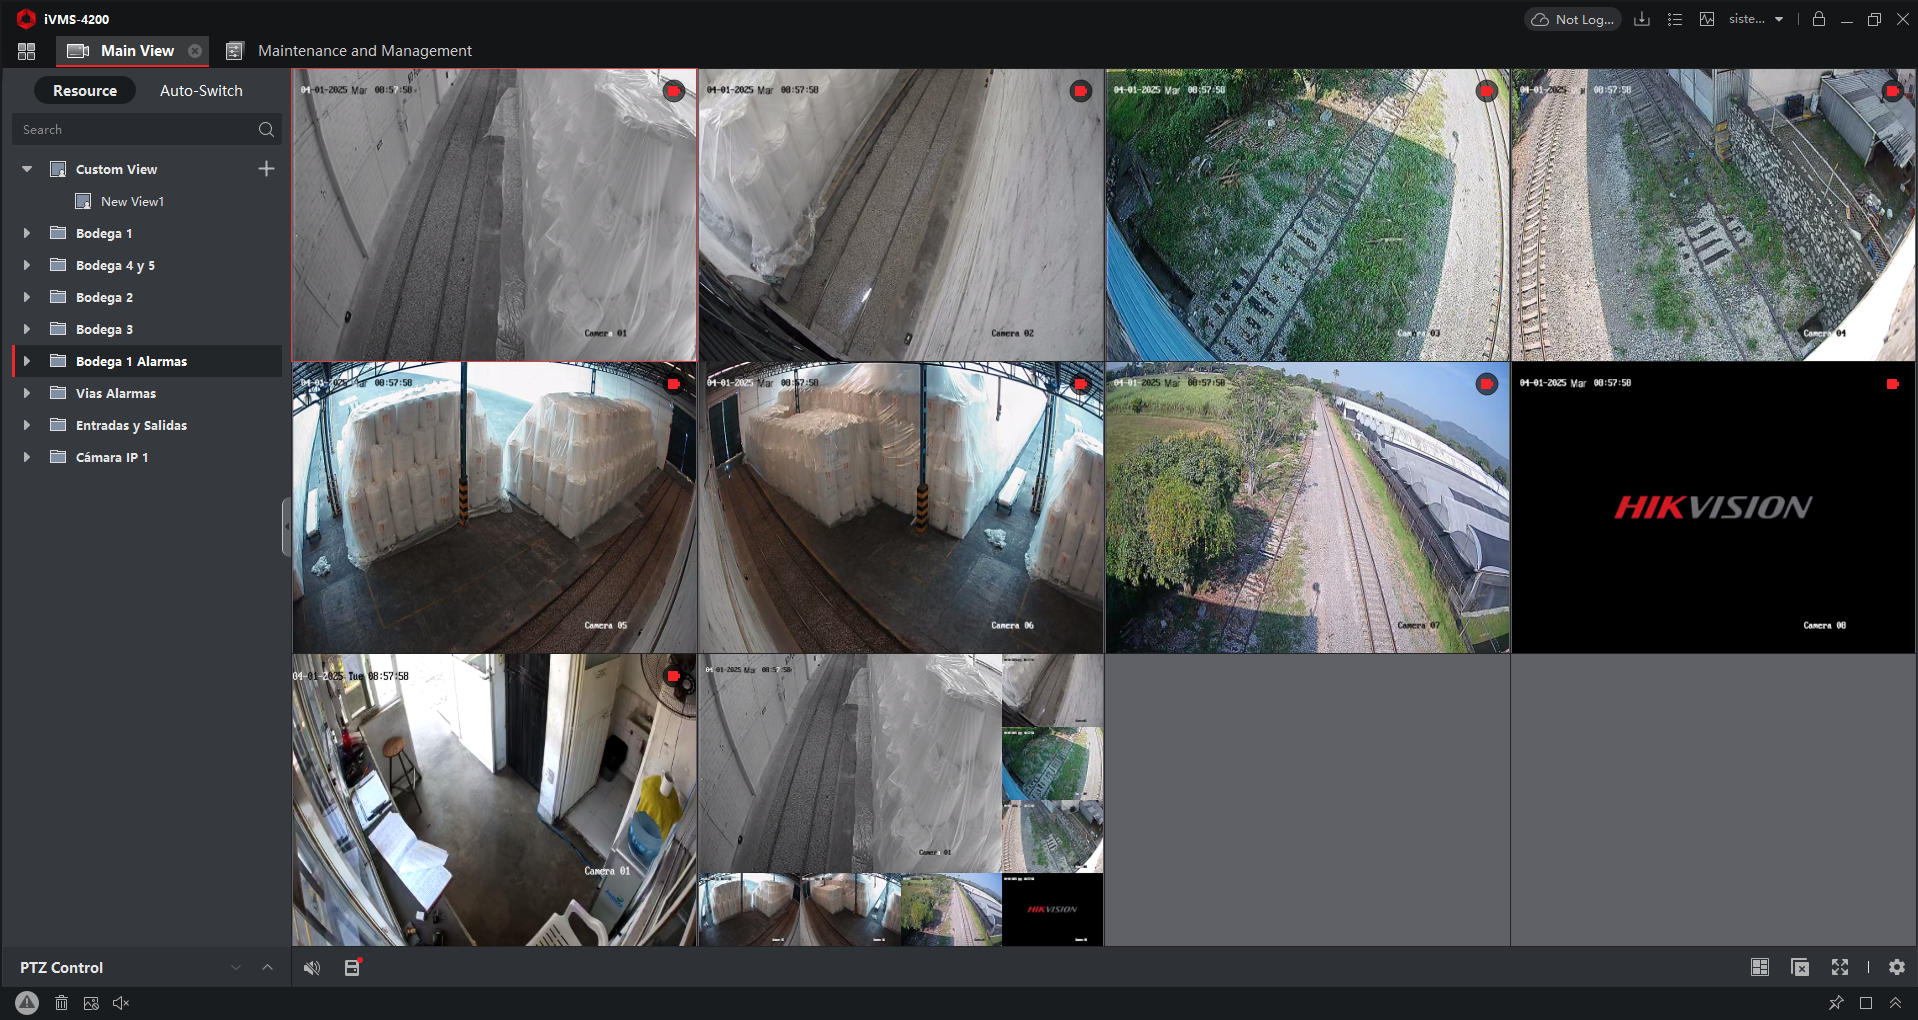 iVMS-4200
Not Log...
siste...
Main View
Maintenance and Management
Resource
Auto-Switch
Search
Custom View
New View1
Bodega 1
Bodega 4 y 5
Bodega 2
Bodega 3
Bodega 1 Alarmas
Vias Alarmas
Entradas y Salidas
Cámara IP 1
PTZ Control
04-01-2025 Mar 08:57:58
Camera 01
04-01-2025 Mar 08:57:58
Camera 02
04-01-2025 Mar 08:57:58
Camera 03
04-01-2025 08:57:58
Camera 04
04-01-2025 Mar 08:57:58
Camera 05
04-01-2025 Mar 08:57:58
Camera 06
04-01-2025 Mar 08:57:58
Camera 07
04-01-2025 Mar 08:57:58
HIKVISION
Camera 08
04-01-2025 Tue 08:57:58
Camera 01
04-01-2025 Mar 08:57:58
Camera 01
HIKVISION